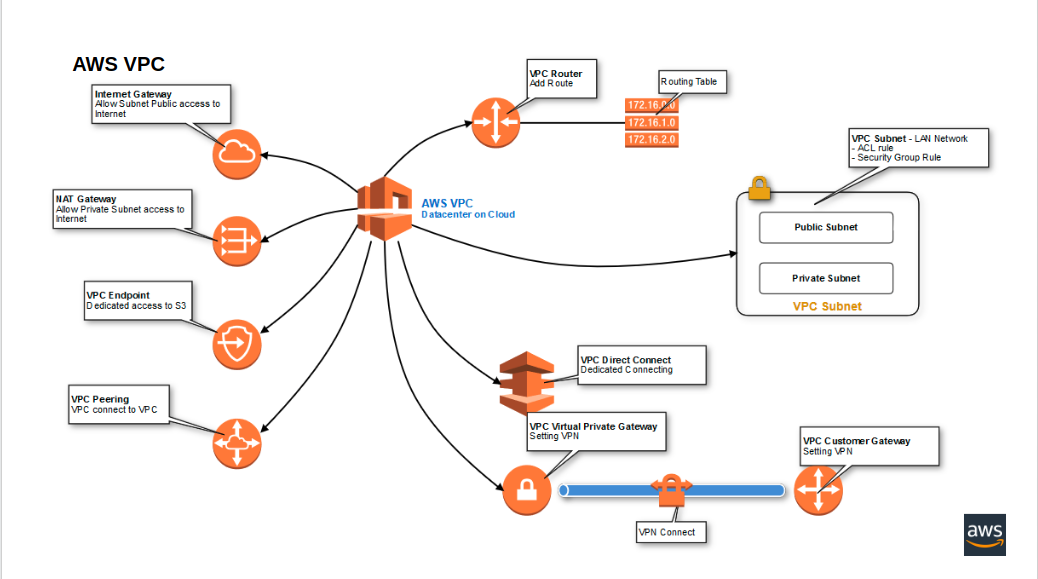 AWS VPC
Internet Gateway
Allow Subnet Public access to
Internet
NAT Gateway
Allow Private Subnet access to
Internet
VPC Endpoint
Dedicated access to S3
VPC Peering
VPC connect to VPC
AWS VPC
Datacenter on Cloud
VPC Router
Add Route
Routing Table
172.16.0.0
172.16.1.0
172.16.2.0
VPC Subnet - LAN Network
- ACL rule
- Security Group Rule
Public Subnet
Private Subnet
VPC Subnet
VPC Direct Connect
Dedicated Connecting
VPC Virtual Private Gateway
Setting VPN
VPC Customer Gateway
Setting VPN
VPN Connect
aws